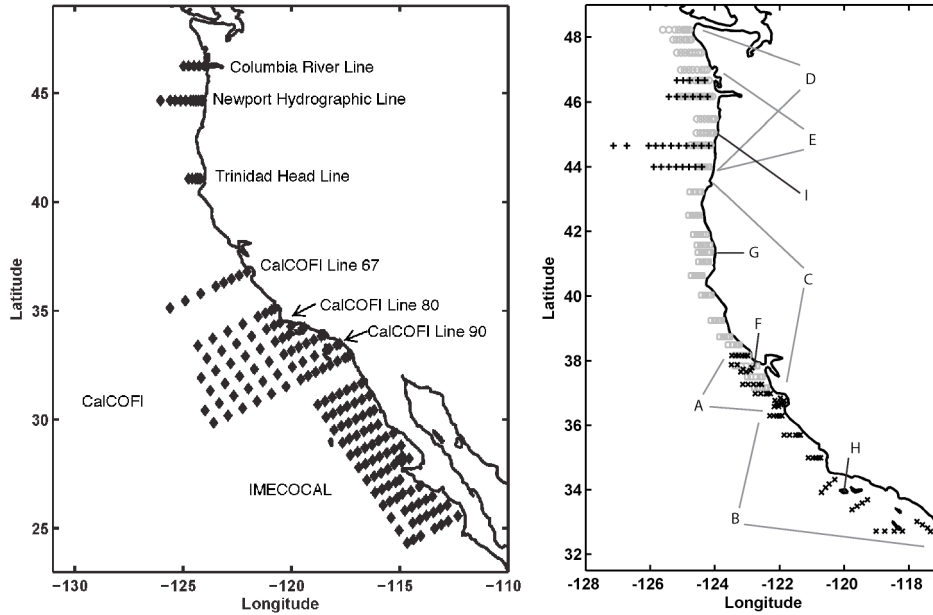 Columbia River Line
Newport Hydrographic Line
Trinidad Head Line
CalCOFI Line 67
CalCOFI Line 80
CalCOFI Line 90
CalCOFI
IMECOCAL
45
40
35
30
25
Latitude
−130
−125
−120
−115
−110
Longitude
48
46
44
42
40
38
36
34
32
Latitude
D
E
I
G
C
F
A
H
B
-128
-126
-124
-122
-120
-118
Longitude